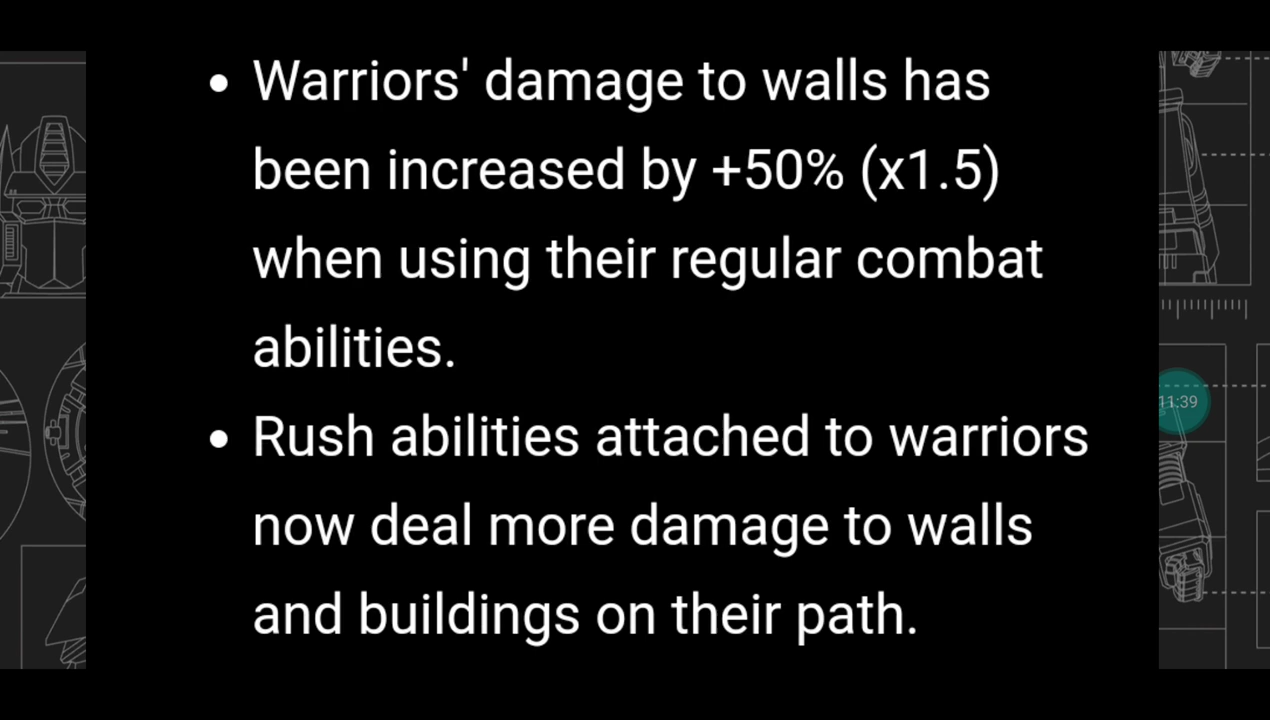 • Warriors' damage to walls has
been increased by +50% (x1.5)
when using their regular combat
abilities.
• Rush abilities attached to warriors
now deal more damage to walls
and buildings on their path.
11:39